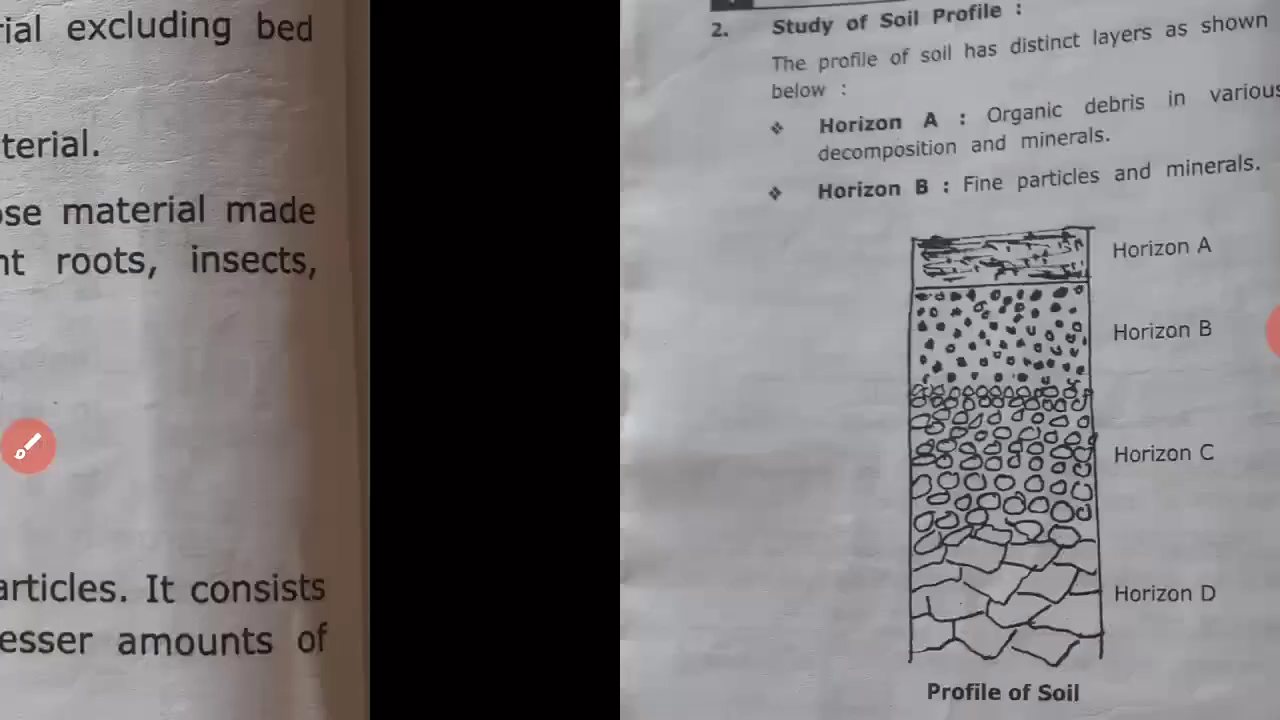 rial excluding bed
terial.
ose material made
nt roots, insects,
articles. It consists
esser amounts of
2. Study of Soil Profile :
The profile of soil has distinct layers as shown
below :
❖ Horizon A : Organic debris in various
decomposition and minerals.
❖ Horizon B : Fine particles and minerals.
Horizon A
Horizon B
Horizon C
Horizon D
Profile of Soil